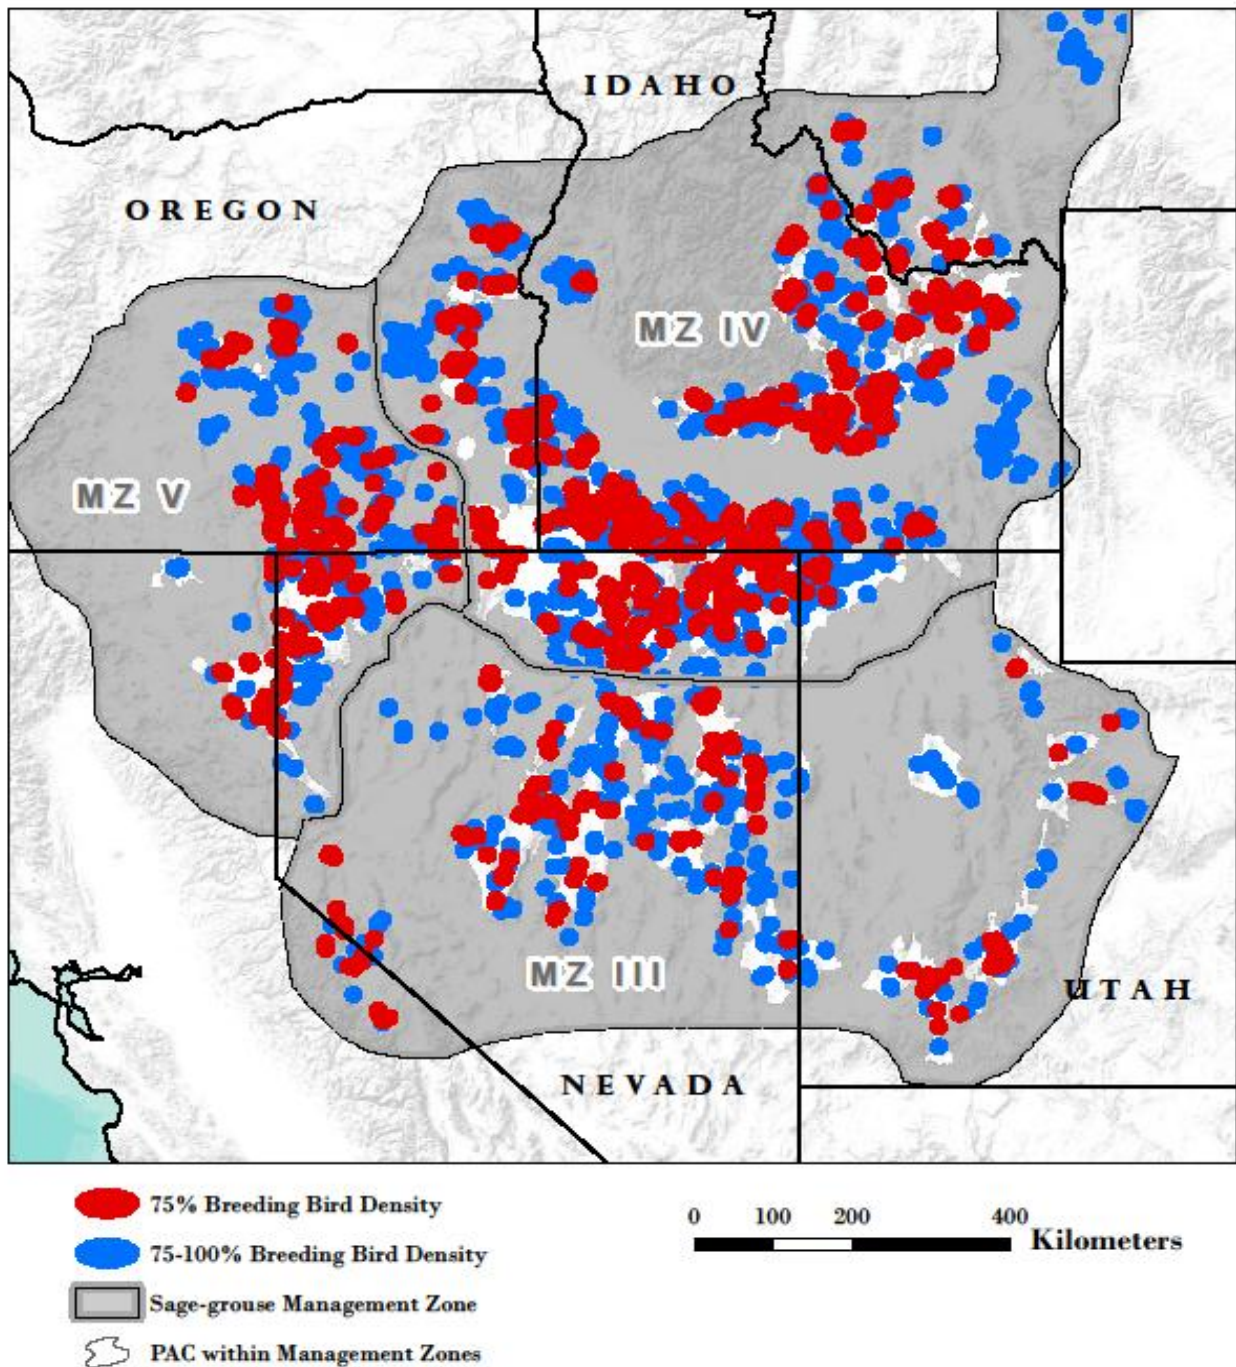 IDAHO
OREGON
MZ IV
MZ V
MZ III
UTAH
NEVADA
75% Breeding Bird Density
75-100% Breeding Bird Density
Sage-grouse Management Zone
PAC within Management Zones
0 100 200 400
Kilometers